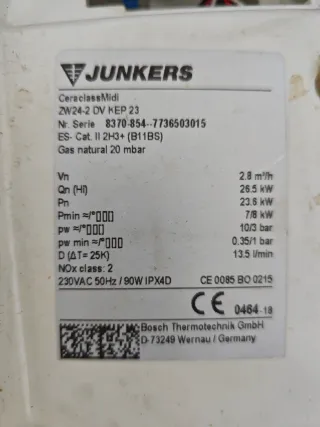 JUNKERS
CeraclassMidi
ZW24-2 DV KEP 23
Nr. Serie 8370-854--7736503015
ES- Cat. II 2H3+ (B11BS)
Gas natural 20 mbar
Vn 2.8 m³/h
Qn (Hi) 26.5 kW
Pn 23.6 kW
Pmin ≈/°▯▯▯ 7/8 kW
pw ≈/°▯▯▯ 10/3 bar
pw min ≈/°▯▯▯ 0.35/1 bar
D (ΔT= 25K) 13.5 l/min
NOx class: 2
230VAC 50Hz / 90W IPX4D CE 0085 BO 0215
CE 0464-18
Bosch Thermotechnik GmbH
D-73249 Wernau / Germany